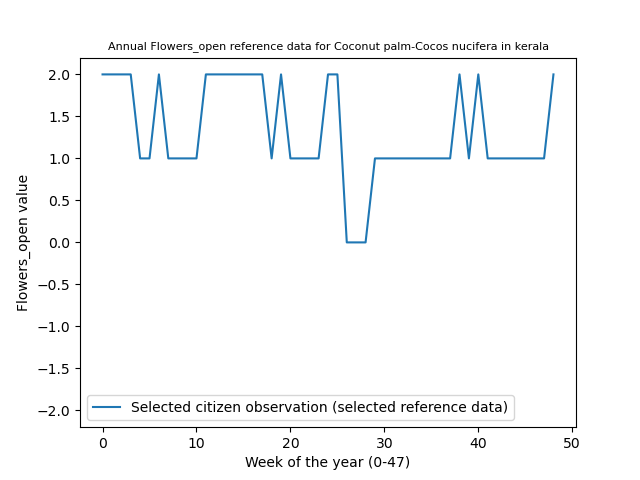 Annual Flowers_open reference data for Coconut palm-Cocos nucifera in kerala
2.0
1.5
1.0
0.5
0.0
−0.5
−1.0
−1.5
−2.0
Flowers_open value
Selected citizen observation (selected reference data)
0 10 20 30 40 50
Week of the year (0-47)